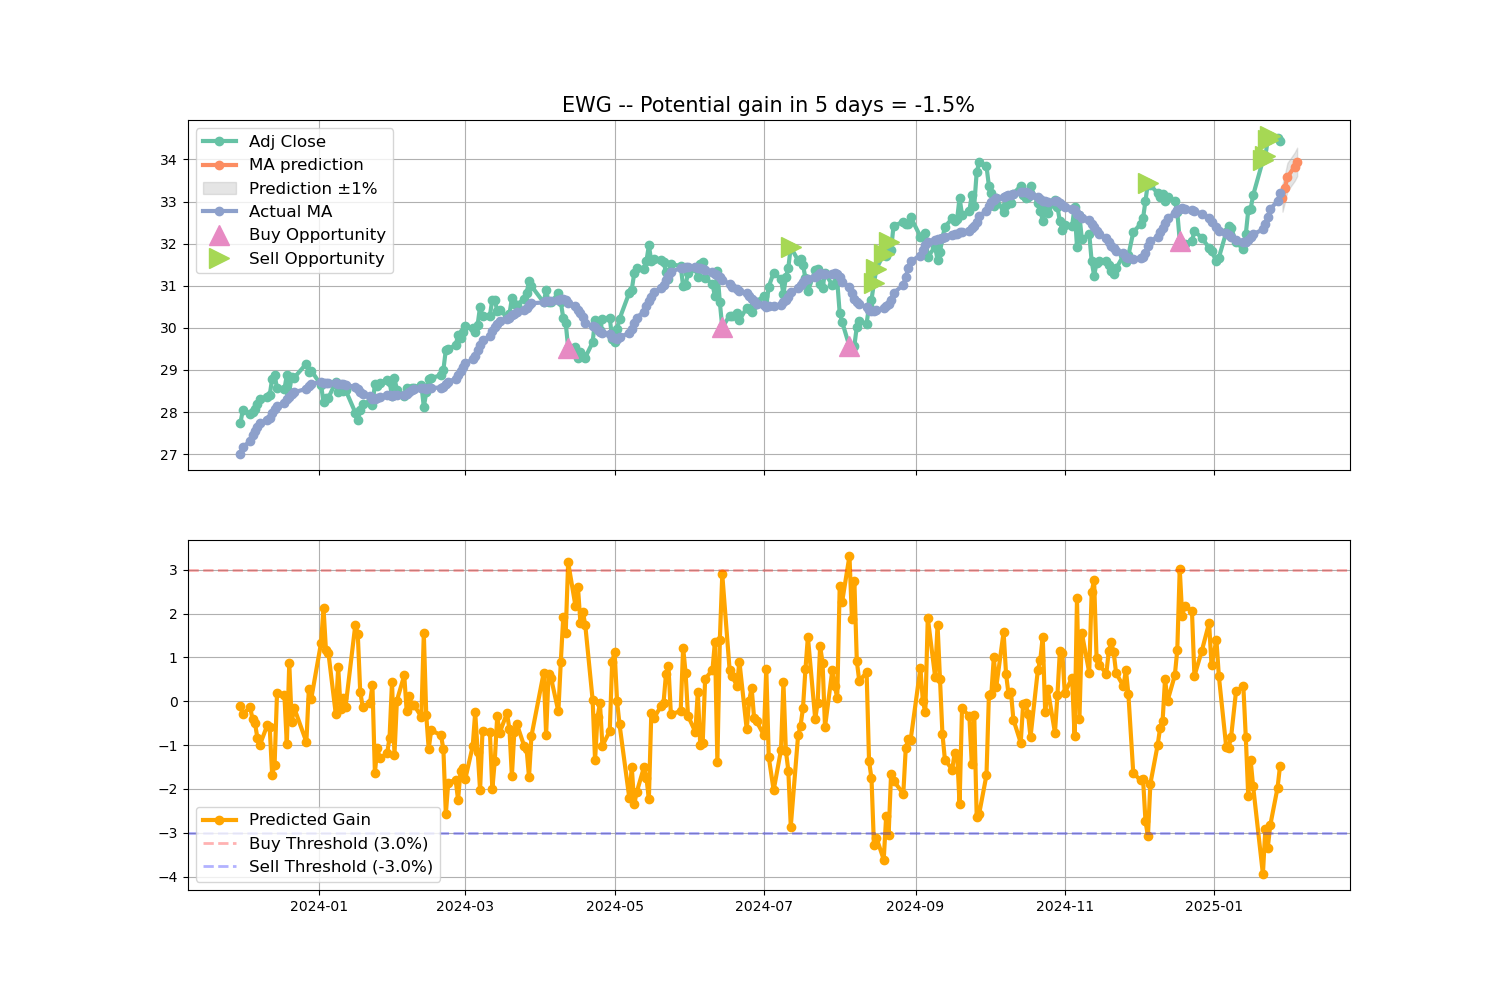 EWG -- Potential gain in 5 days = -1.5%
Adj Close
MA prediction
Prediction ±1%
Actual MA
Buy Opportunity
Sell Opportunity
34
33
32
31
30
29
28
27
3
2
1
0
−1
−2
−3
−4
Predicted Gain
Buy Threshold (3.0%)
Sell Threshold (-3.0%)
2024-01 2024-03 2024-05 2024-07 2024-09 2024-11 2025-01